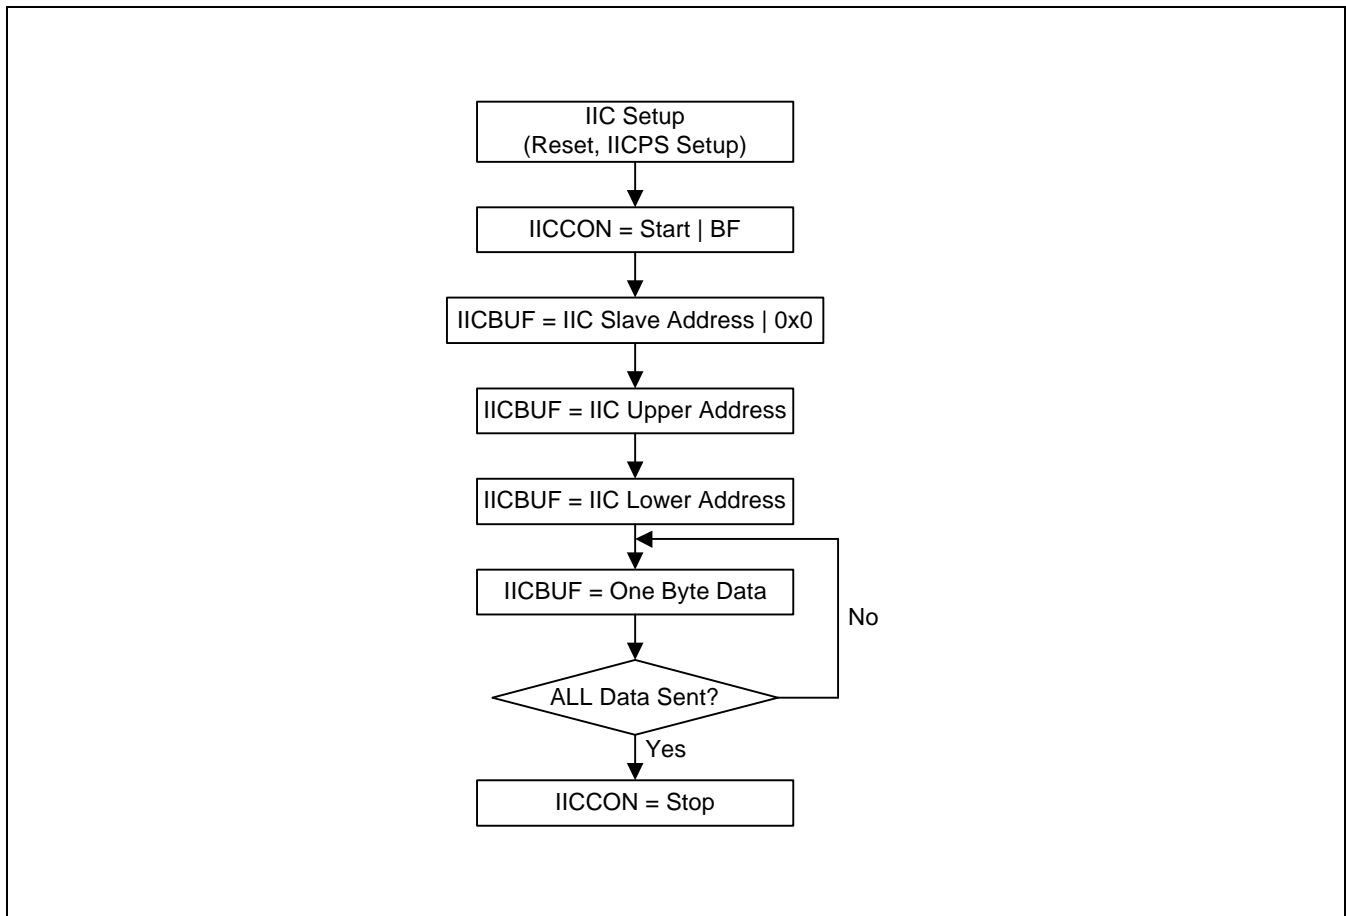 IIC Setup
(Reset, IICPS Setup)
IICCON = Start | BF
IICBUF = IIC Slave Address | 0x0
IICBUF = IIC Upper Address
IICBUF = IIC Lower Address
IICBUF = One Byte Data
No
ALL Data Sent?
Yes
IICCON = Stop